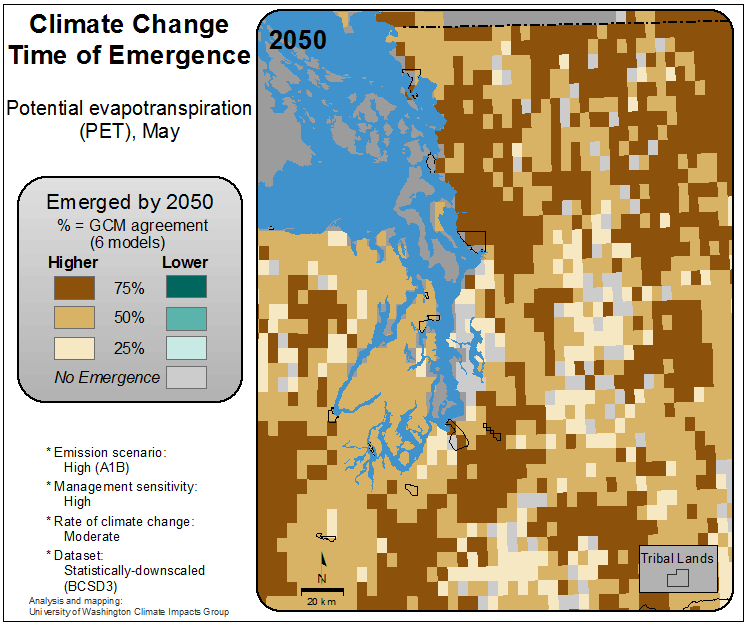 Climate Change
Time of Emergence
Potential evapotranspiration
(PET), May
Emerged by 2050
% = GCM agreement
(6 models)
Higher Lower
75%
50%
25%
No Emergence
* Emission scenario:
High (A1B)
* Management sensitivity:
High
* Rate of climate change:
Moderate
* Dataset:
Statistically-downscaled
(BCSD3)
Analysis and mapping:
University of Washington Climate Impacts Group
2050
N
20 km
Tribal Lands